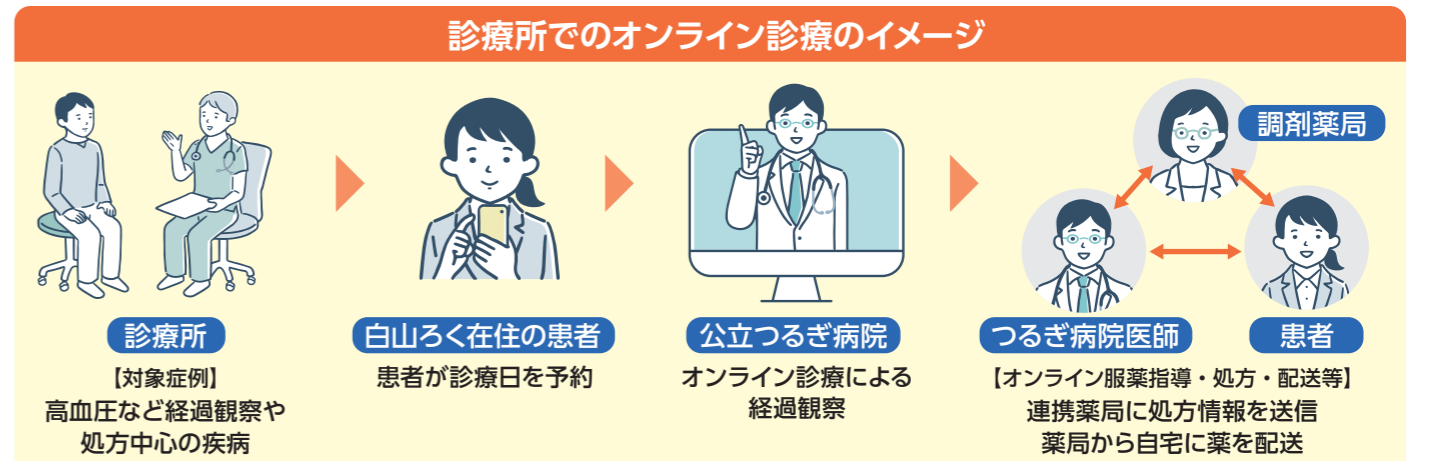 診療所でのオンライン診療のイメージ
診療所
【対象症例】
高血圧など経過観察や
処方中心の疾病
白山ろく在住の患者
患者が診療日を予約
公立つるぎ病院
オンライン診療による
経過観察
調剤薬局
つるぎ病院医師
患者
【オンライン服薬指導・処方・配送等】
連携薬局に処方情報を送信
薬局から自宅に薬を配送